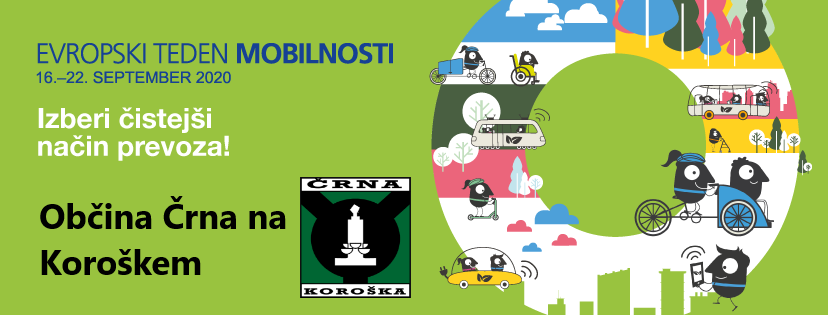 EVROPSKI TEDEN MOBILNOSTI
16.–22. SEPTEMBER 2020
Izberi čistejši
način prevoza!
Občina Črna na
Koroškem
ČRNA
KOROŠKA